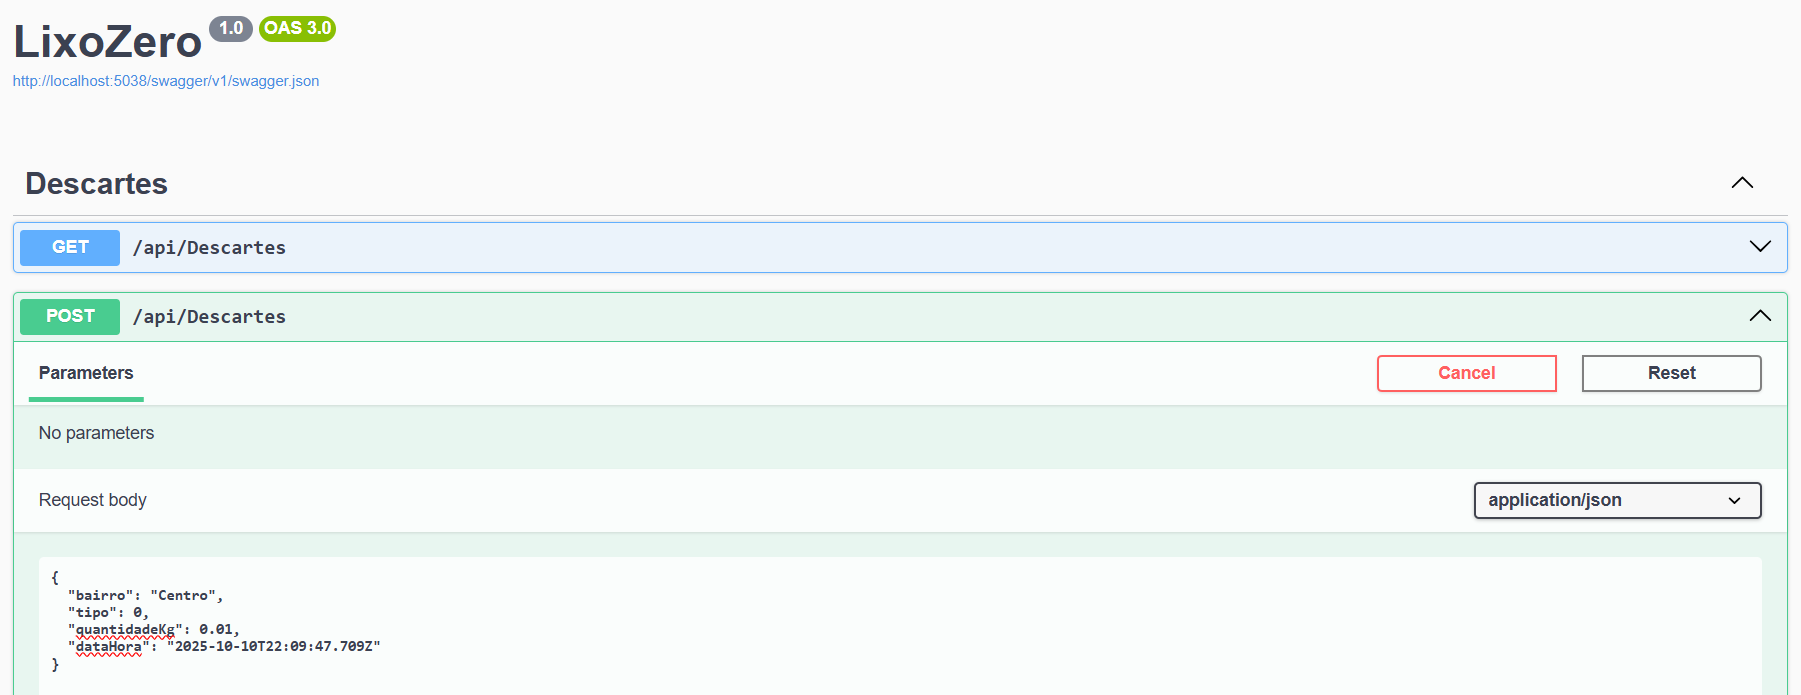 LixoZero 1.0 OAS 3.0
http://localhost:5038/swagger/v1/swagger.json
Descartes
GET /api/Descartes
POST /api/Descartes
Parameters Cancel Reset
No parameters
Request body application/json
{
  "bairro": "Centro",
  "tipo": 0,
  "quantidadeKg": 0.01,
  "dataHora": "2025-10-10T22:09:47.709Z"
}